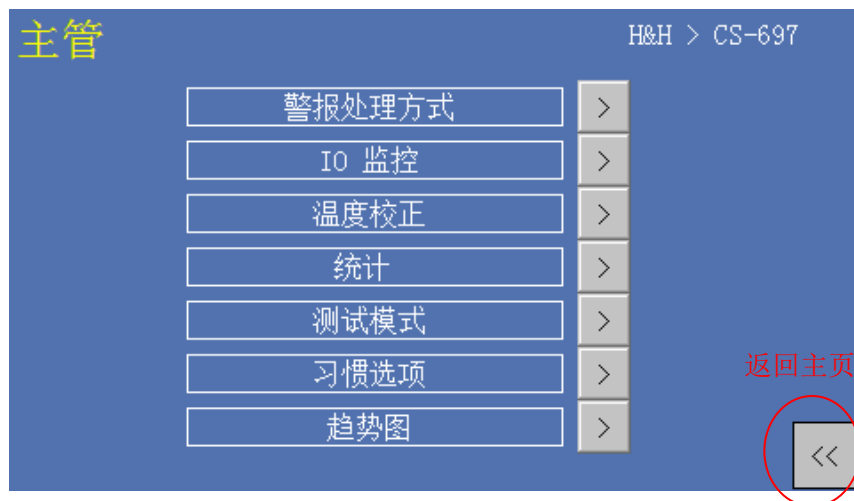 主管
H&H > CS-697
警报处理方式 >
IO 监控 >
温度校正 >
统计 >
测试模式 >
习惯选项 >
趋势图 >
返回主页
<<